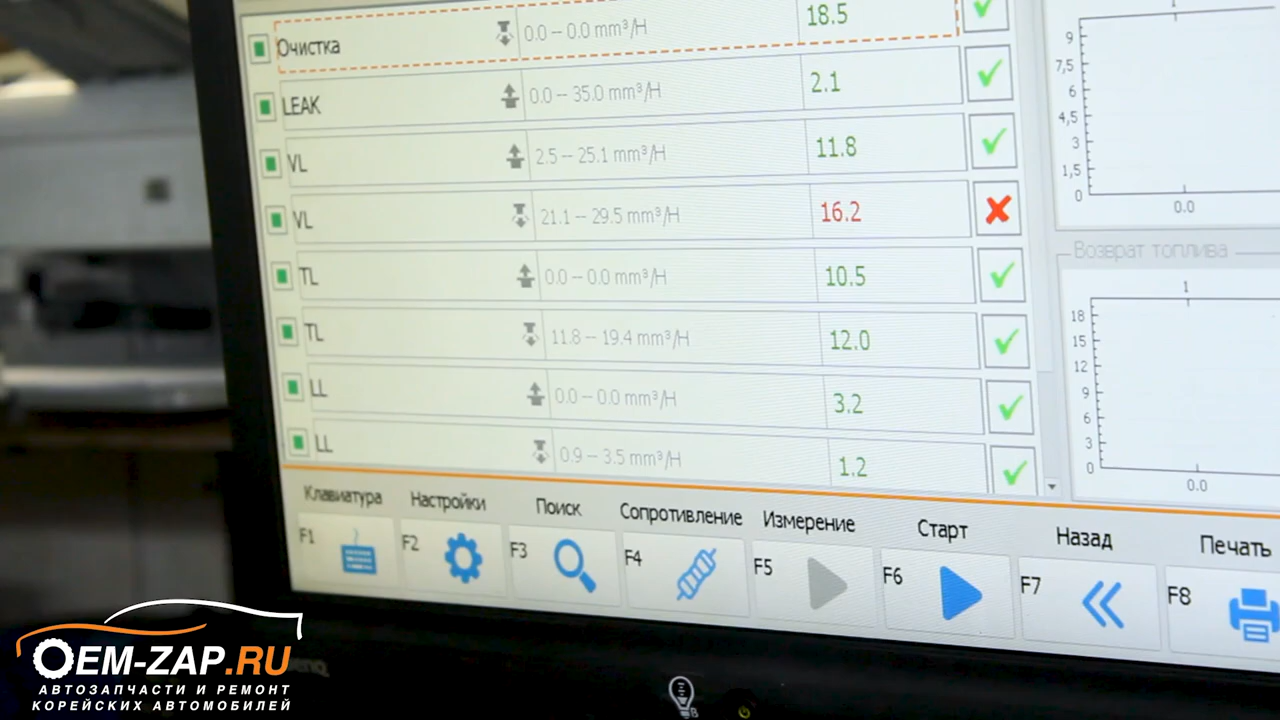 Очистка 0.0 – 0.0 mm³/H 18.5
LEAK 0.0 – 35.0 mm³/H 2.1
VL 2.5 – 25.1 mm³/H 11.8
VL 21.1 – 29.5 mm³/H 16.2
TL 0.0 – 0.0 mm³/H 10.5
TL 11.8 – 19.4 mm³/H 12.0
LL 0.0 – 0.0 mm³/H 3.2
LL 0.9 – 3.5 mm³/H 1.2
1
9
7,5
6
4,5
3
1,5
0
0.0
Возврат топлива
1
18
15
12
9
6
3
0
0.0
Клавиатура Настройки Поиск Сопротивление Измерение Старт Назад Печать
F1 F2 F3 F4 F5 F6 F7 F8
OEM-ZAP.RU
АВТОЗАПЧАСТИ И РЕМОНТ
КОРЕЙСКИХ АВТОМОБИЛЕЙ